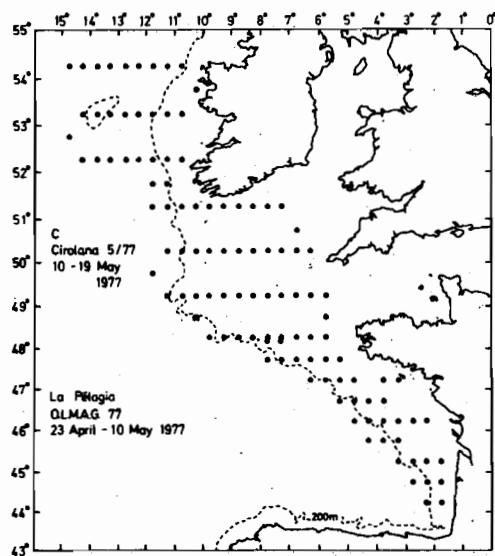 15° 14° 13° 12° 11° 10° 9° 8° 7° 6° 5° 4° 3° 2° 1° 0°
55°
54°
53°
52°
51°
C
Cirolana 5/77
50°
10 - 19 May
1977
49°
48°
47°
La Pélagia
O.L.M.A.G. 77
46°
23 April - 10 May 1977
45°
44°
200m
43°